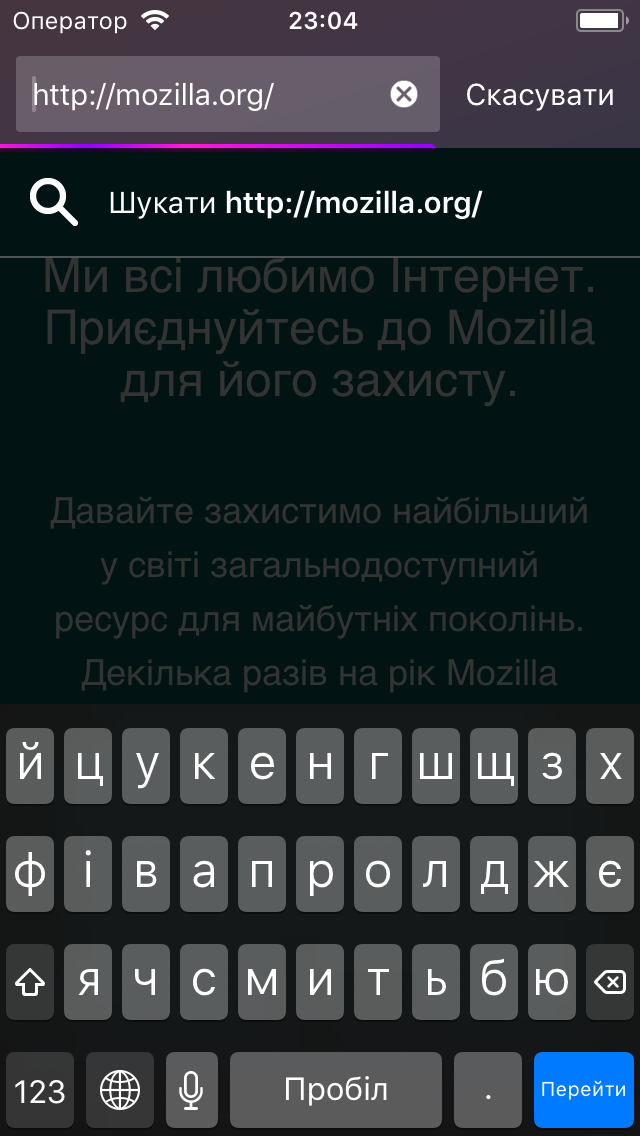 Оператор 23:04
http://mozilla.org/ Скасувати
Шукати http://mozilla.org/
Ми всі любимо Інтернет.
Приєднуйтесь до Mozilla
для його захисту.
Давайте захистимо найбільший
у світі загальнодоступний
ресурс для майбутніх поколінь.
Декілька разів на рік Mozilla
й ц у к е н г ш щ з х
ф і в а п р о л д ж є
я ч с м и т ь б ю
123 Пробіл . Перейти